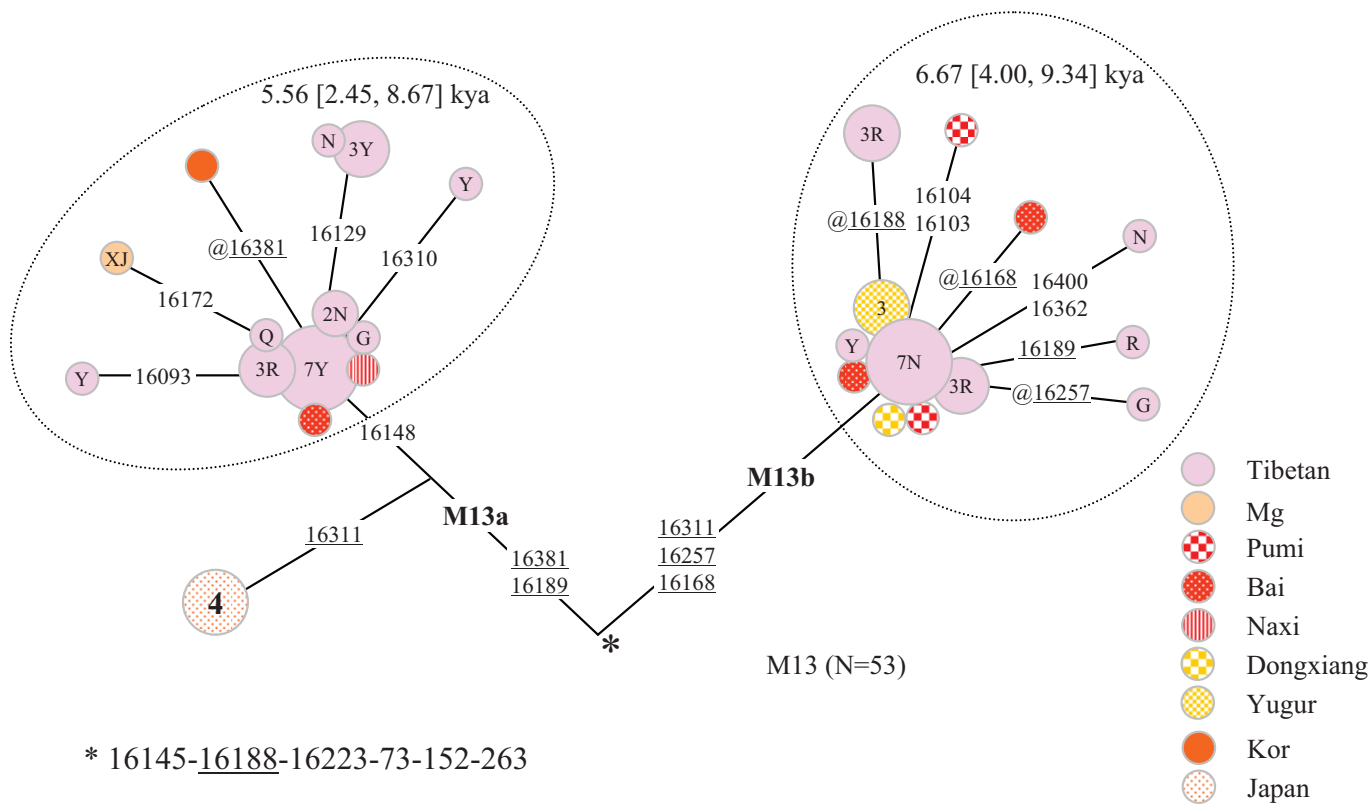 5.56 [2.45, 8.67] kya
6.67 [4.00, 9.34] kya
N
3Y
Y
@16381
16129
16310
XJ
16172
2N
Q
G
Y
16093
3R
7Y
16148
3R
16104
16103
@16188
@16168
N
16400
16362
3
Y
7N
16189
R
3R
@16257
G
M13a
M13b
16311
16381
16189
16311
16257
16168
4
*
M13 (N=53)
Tibetan
Mg
Pumi
Bai
Naxi
Dongxiang
Yugur
Kor
Japan
* 16145-16188-16223-73-152-263